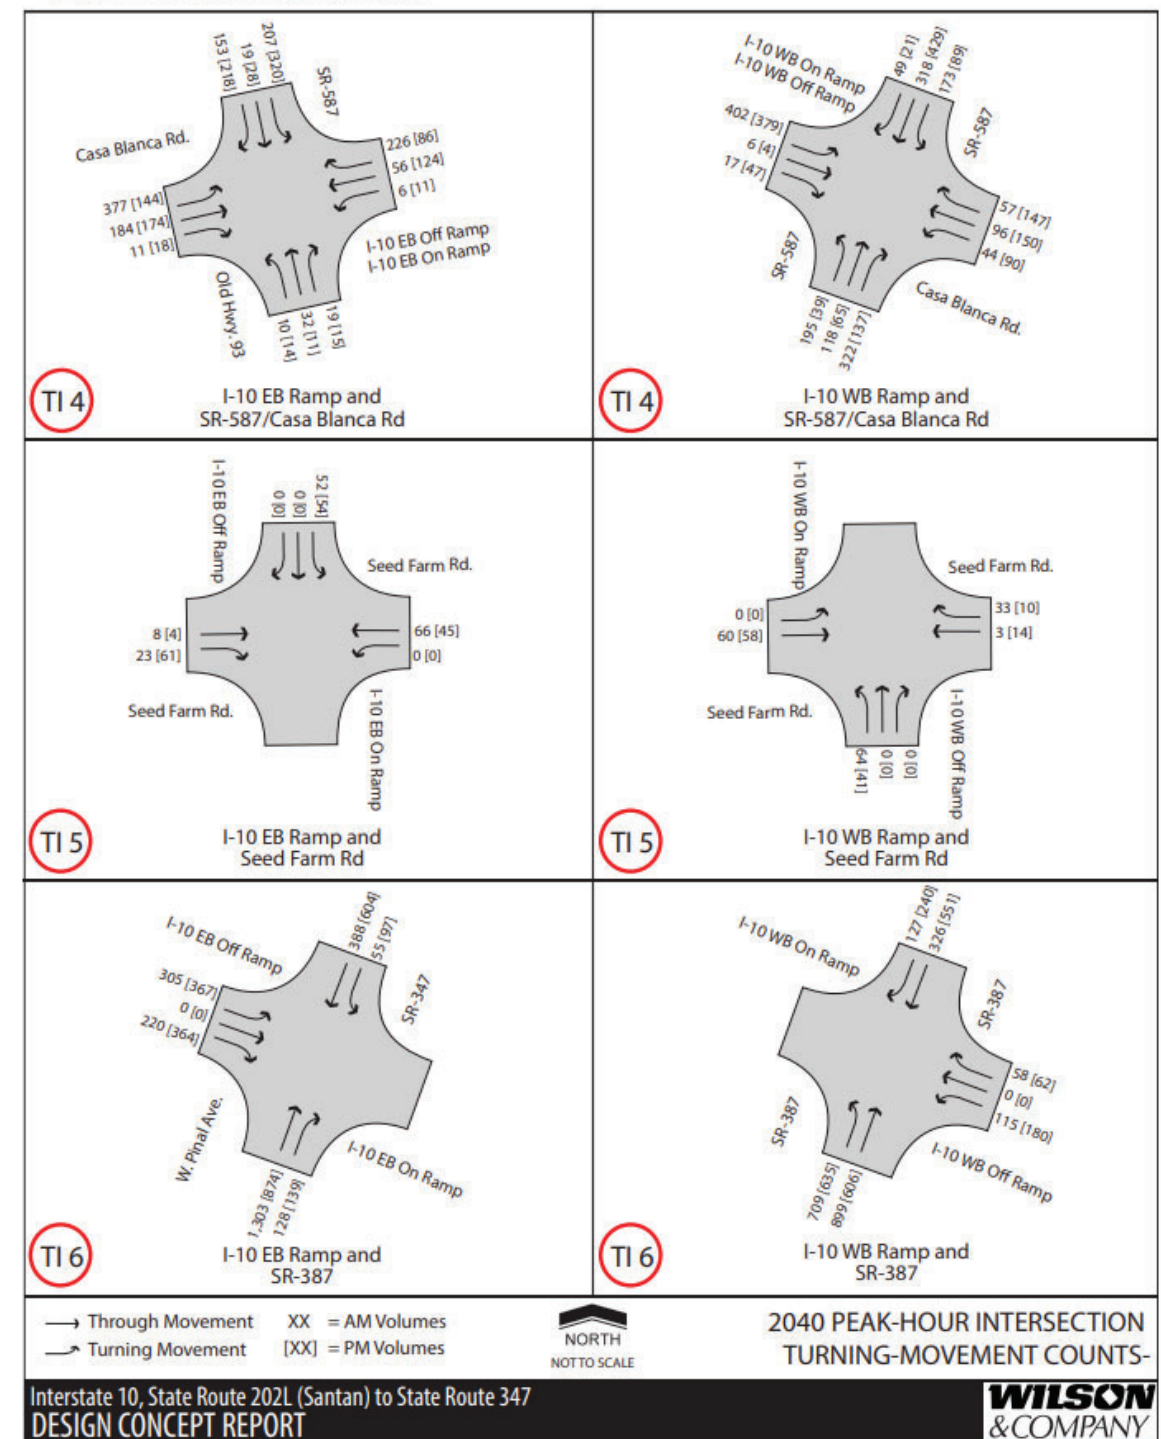 153 [218]
19 [28]
207 [320]
SR-587
Casa Blanca Rd.
226 [86]
56 [124]
6 [11]
377 [144]
184 [174]
11 [18]
I-10 EB Off Ramp
I-10 EB On Ramp
Old Hwy. 93
10 [14]
32 [11]
19 [15]
TI 4
I-10 EB Ramp and
SR-587/Casa Blanca Rd
I-10 WB On Ramp
I-10 WB Off Ramp
49 [21]
318 [429]
173 [89]
SR-587
402 [379]
6 [4]
17 [47]
57 [147]
96 [150]
44 [90]
SR-587
Casa Blanca Rd.
195 [39]
118 [65]
322 [137]
TI 4
I-10 WB Ramp and
SR-587/Casa Blanca Rd
I-10 EB Off Ramp
0 [0]
0 [0]
52 [54]
Seed Farm Rd.
8 [4]
23 [61]
66 [45]
0 [0]
Seed Farm Rd.
I-10 EB On Ramp
TI 5
I-10 EB Ramp and
Seed Farm Rd
I-10 WB On Ramp
Seed Farm Rd.
0 [0]
60 [58]
33 [10]
3 [14]
Seed Farm Rd.
I-10 WB Off Ramp
64 [41]
0 [0]
0 [0]
TI 5
I-10 WB Ramp and
Seed Farm Rd
I-10 EB Off Ramp
388 [604]
55 [97]
SR-347
305 [367]
0 [0]
220 [364]
W. Pinal Ave.
I-10 EB On Ramp
1,303 [874]
128 [139]
TI 6
I-10 EB Ramp and
SR-387
I-10 WB On Ramp
127 [240]
326 [551]
SR-387
58 [62]
0 [0]
115 [180]
SR-387
I-10 WB Off Ramp
709 [635]
899 [606]
TI 6
I-10 WB Ramp and
SR-387
Through Movement XX = AM Volumes
Turning Movement [XX] = PM Volumes
NORTH
NOT TO SCALE
2040 PEAK-HOUR INTERSECTION
TURNING-MOVEMENT COUNTS-
Interstate 10, State Route 202L (Santan) to State Route 347
DESIGN CONCEPT REPORT
WILSON
&COMPANY